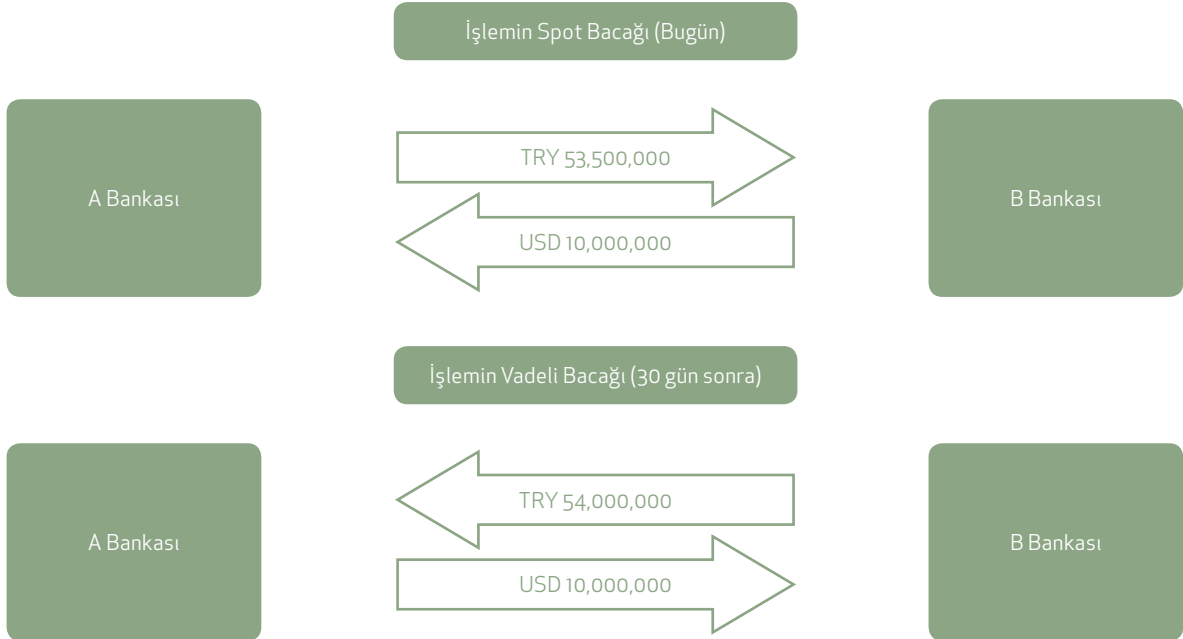 İşlemin Spot Bacağı (Bugün)
A Bankası
TRY 53,500,000
USD 10,000,000
B Bankası
İşlemin Vadeli Bacağı (30 gün sonra)
A Bankası
TRY 54,000,000
USD 10,000,000
B Bankası